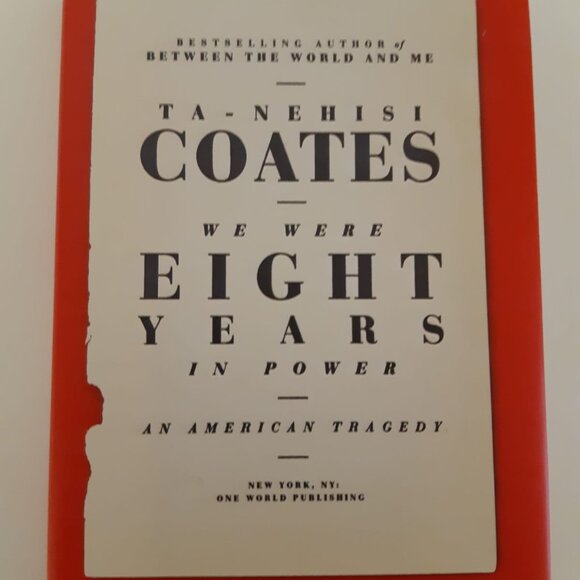 BESTSELLING AUTHOR of
BETWEEN THE WORLD AND ME
TA-NEHISI
COATES
WE WERE
EIGHT
YEARS
IN POWER
AN AMERICAN TRAGEDY
NEW YORK, NY:
ONE WORLD PUBLISHING